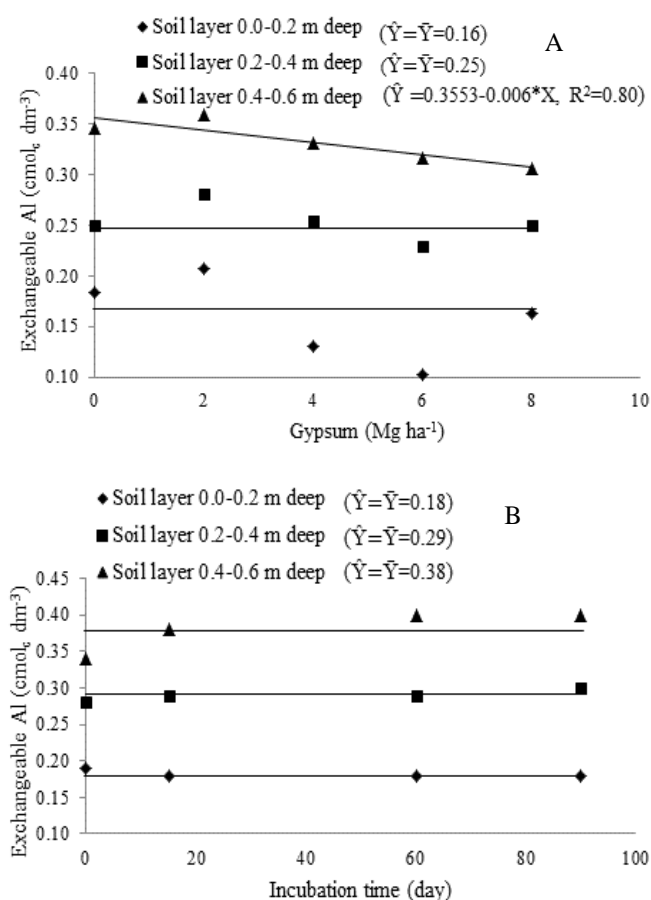 ♦ Soil layer 0.0-0.2 m deep (Ŷ=Ȳ=0.16)
A
■ Soil layer 0.2-0.4 m deep (Ŷ=Ȳ=0.25)
▲ Soil layer 0.4-0.6 m deep (Ŷ =0.3553-0.006*X, R²=0.80)
Exchangeable Al (cmol꜀ dm⁻³)
0.40
0.35
0.30
0.25
0.20
0.15
0.10
0 2 4 6 8 10
Gypsum (Mg ha⁻¹)
♦ Soil layer 0.0-0.2 m deep (Ŷ=Ȳ=0.18)
B
■ Soil layer 0.2-0.4 m deep (Ŷ=Ȳ=0.29)
▲ Soil layer 0.4-0.6 m deep (Ŷ=Ȳ=0.38)
Exchangeable Al (cmol꜀ dm⁻³)
0.45
0.40
0.35
0.30
0.25
0.20
0.15
0.10
0 20 40 60 80 100
Incubation time (day)